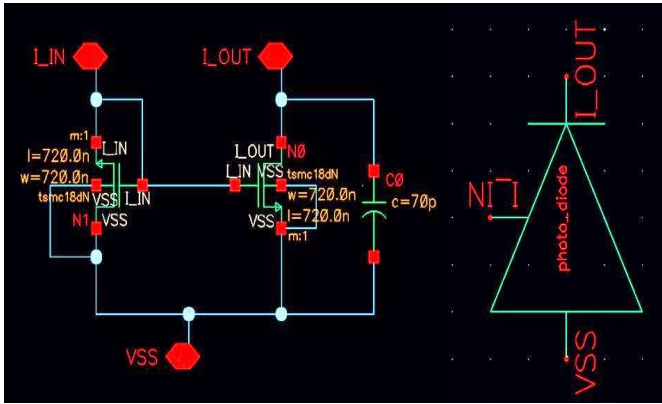 I_IN
I_OUT
m:1
I_IN
l=720.0n
w=720.0n
tsmc18dN
VSS
I_IN
N1
VSS
I_OUT
N0
I_IN
VSS
tsmc18dN
w=720.0n
VSS
l=720.0n
m:1
C0
c=70p
VSS
I_OUT
I_IN
photo_diode
VSS